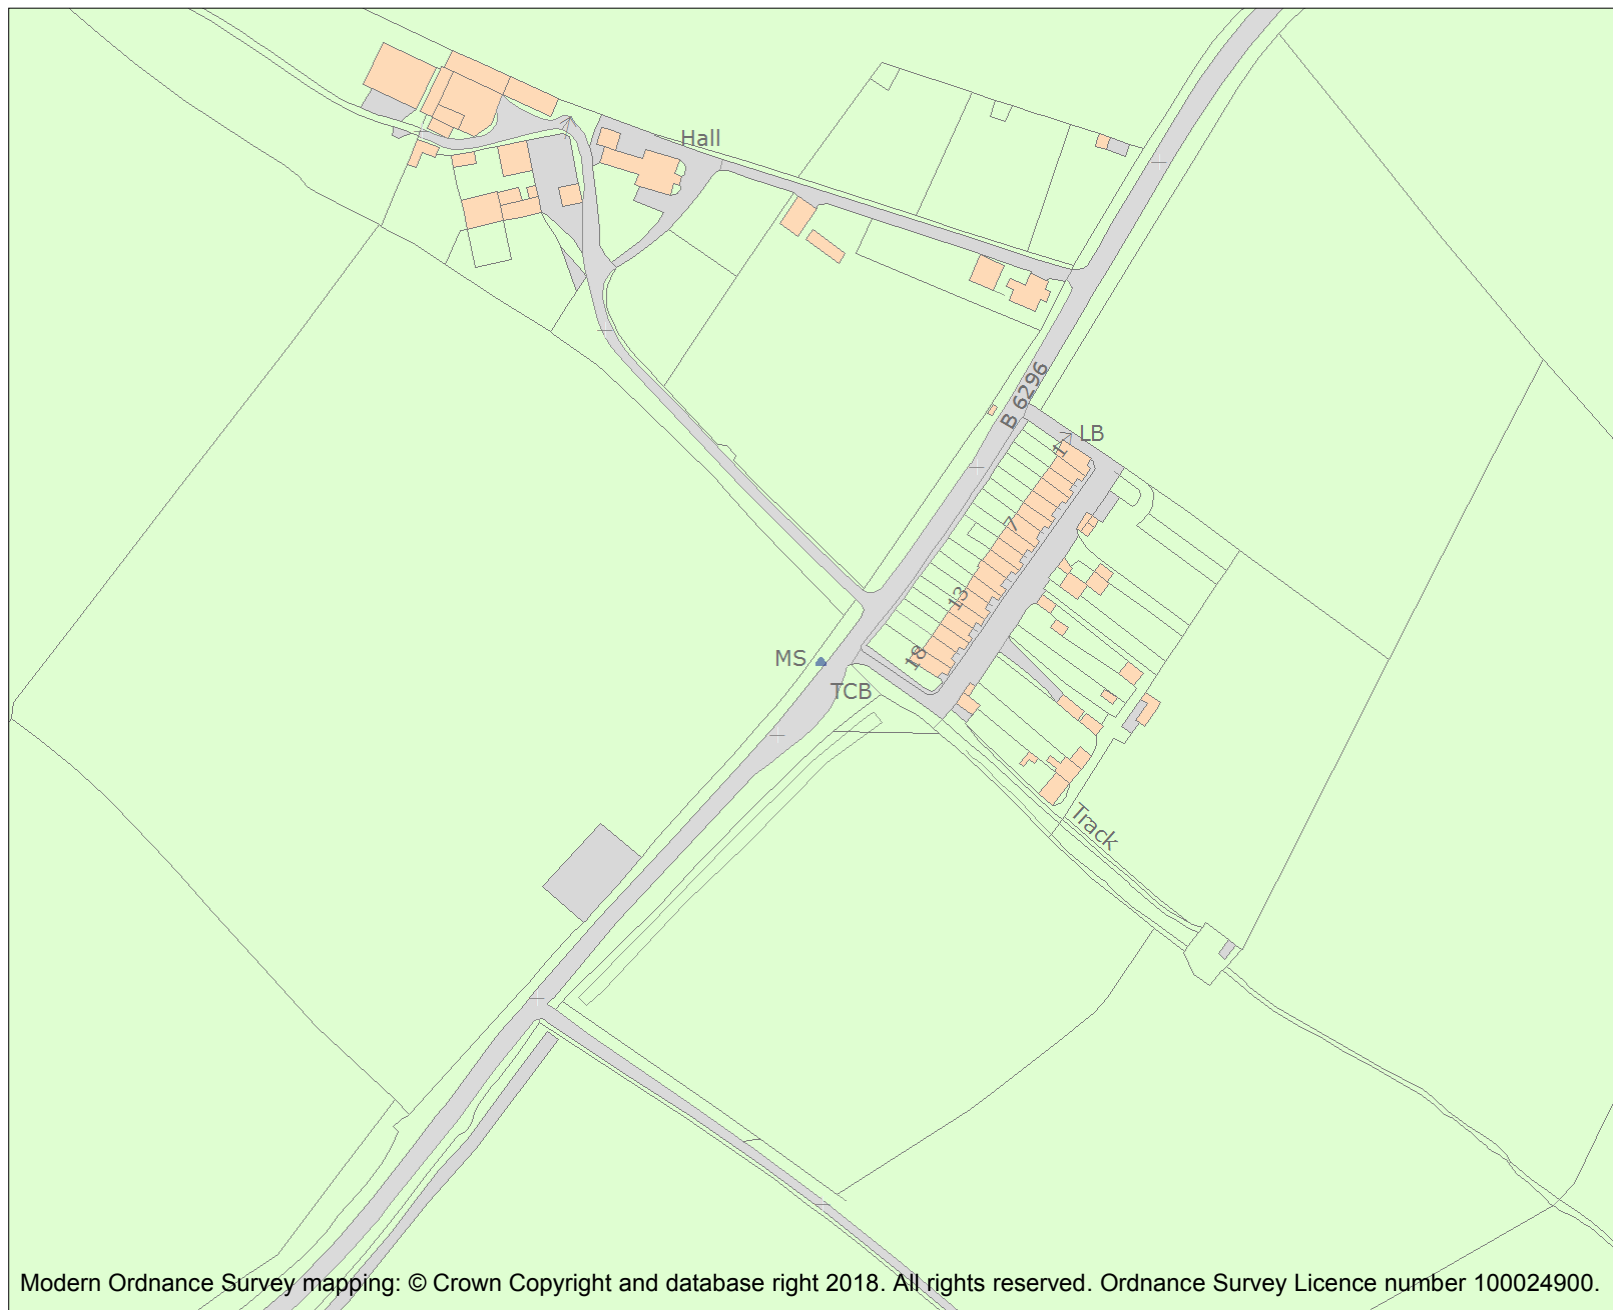 Hall
B 6296
LB
1
7
13
18
MS
TCB
Track
Modern Ordnance Survey mapping: © Crown Copyright and database right 2018. All rights reserved. Ordnance Survey Licence number 100024900.